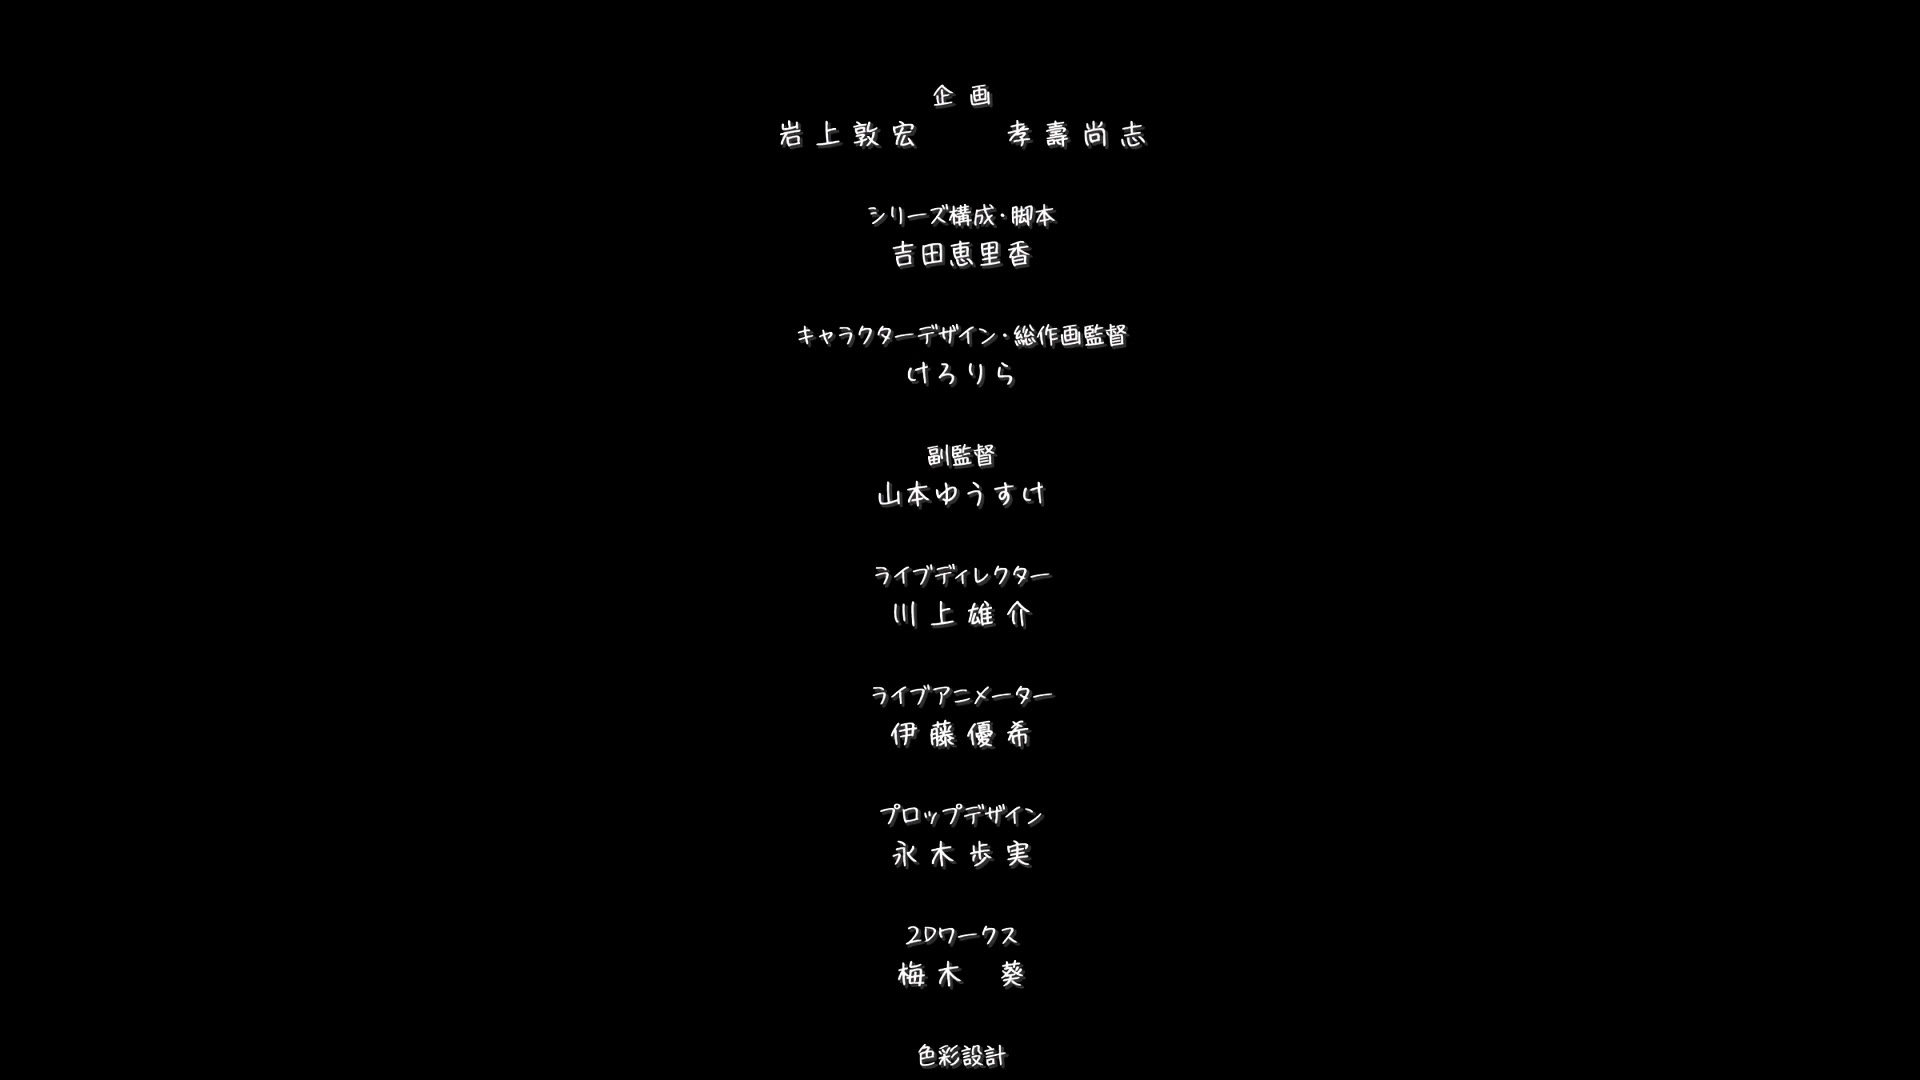 企画
岩上敦宏　　孝壽尚志
シリーズ構成・脚本
吉田恵里香
キャラクターデザイン・総作画監督
けろりら
副監督
山本ゆうすけ
ライブディレクター
川上雄介
ライブアニメーター
伊藤優希
プロップデザイン
永木歩実
2Dワークス
梅木　葵
色彩設計